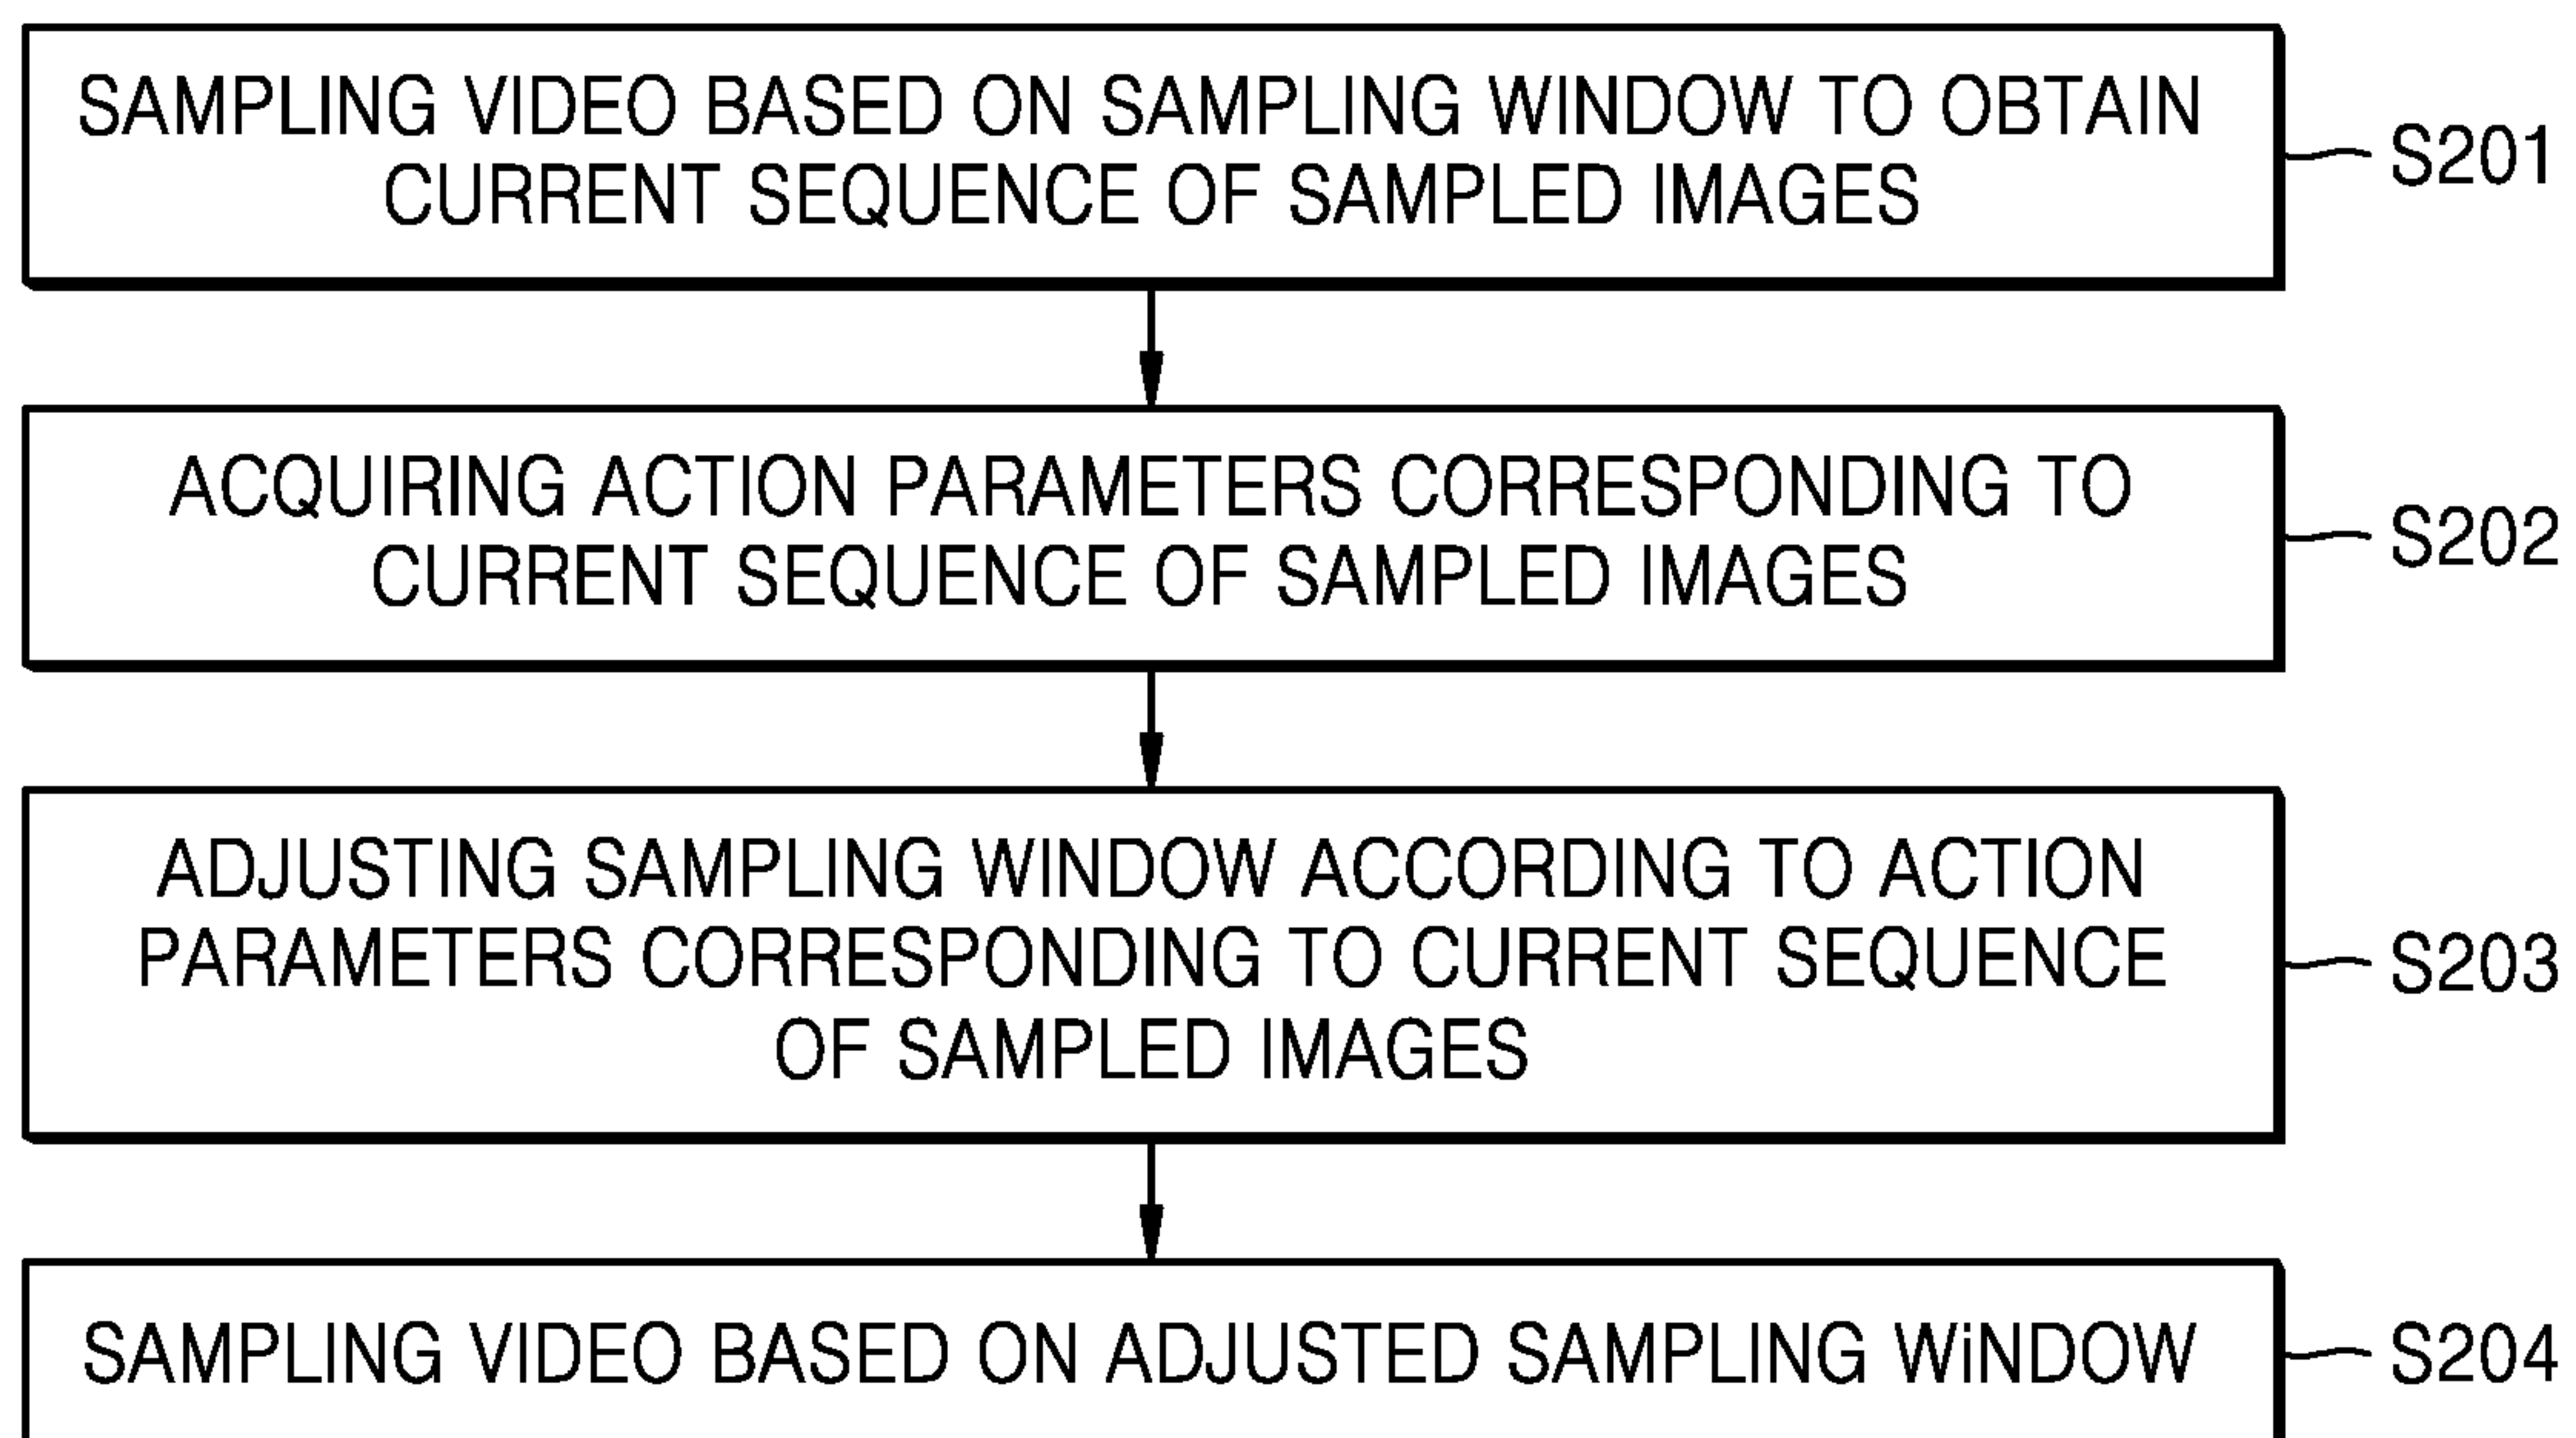 SAMPLING VIDEO BASED ON SAMPLING WINDOW TO OBTAIN
CURRENT SEQUENCE OF SAMPLED IMAGES
S201
ACQUIRING ACTION PARAMETERS CORRESPONDING TO
CURRENT SEQUENCE OF SAMPLED IMAGES
S202
ADJUSTING SAMPLING WINDOW ACCORDING TO ACTION
PARAMETERS CORRESPONDING TO CURRENT SEQUENCE
OF SAMPLED IMAGES
S203
SAMPLING VIDEO BASED ON ADJUSTED SAMPLING WiNDOW
S204